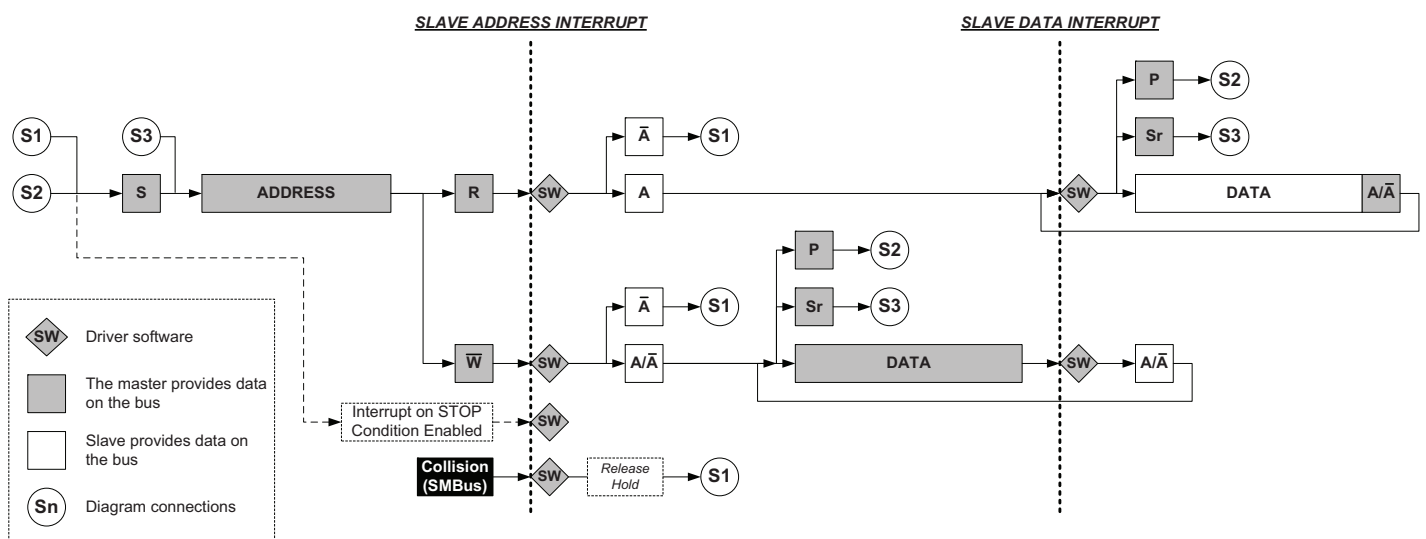 SLAVE ADDRESS INTERRUPT
SLAVE DATA INTERRUPT
P
S2
S1
S3
A̅
S1
Sr
S3
S2
S
ADDRESS
R
SW
A
SW
DATA
A/A̅
P
S2
A̅
S1
Sr
S3
W̅
SW
A/A̅
DATA
SW
A/A̅
Interrupt on STOP
Condition Enabled
SW
Collision
(SMBus)
SW
Release
Hold
S1
SW
Driver software
The master provides data
on the bus
Slave provides data on
the bus
Sn
Diagram connections